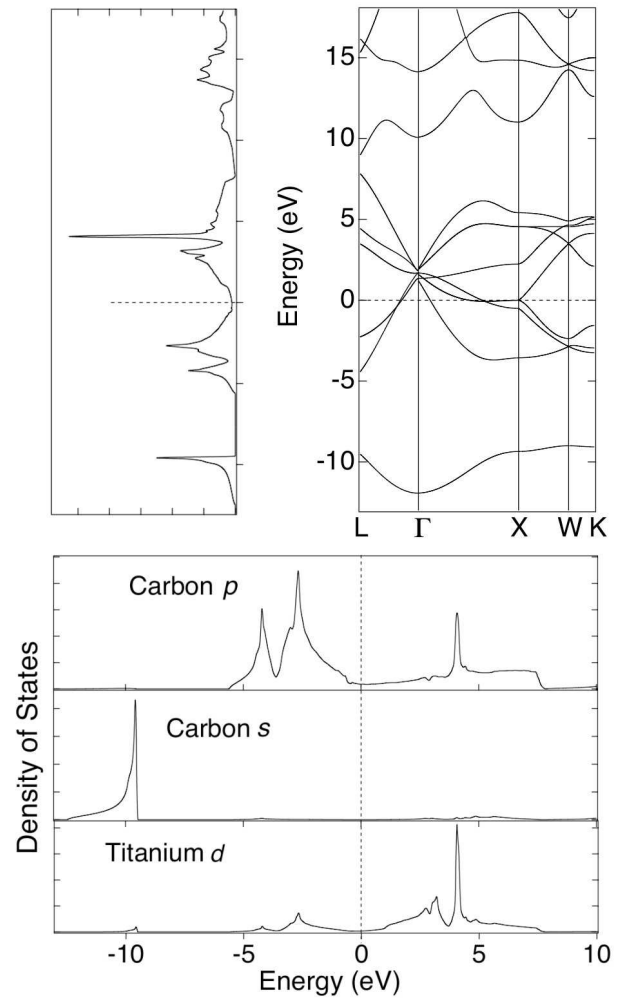 Energy (eV)
15
10
5
0
-5
-10
L Γ X W K
Density of States
Carbon p
Carbon s
Titanium d
-10 -5 0 5 10
Energy (eV)